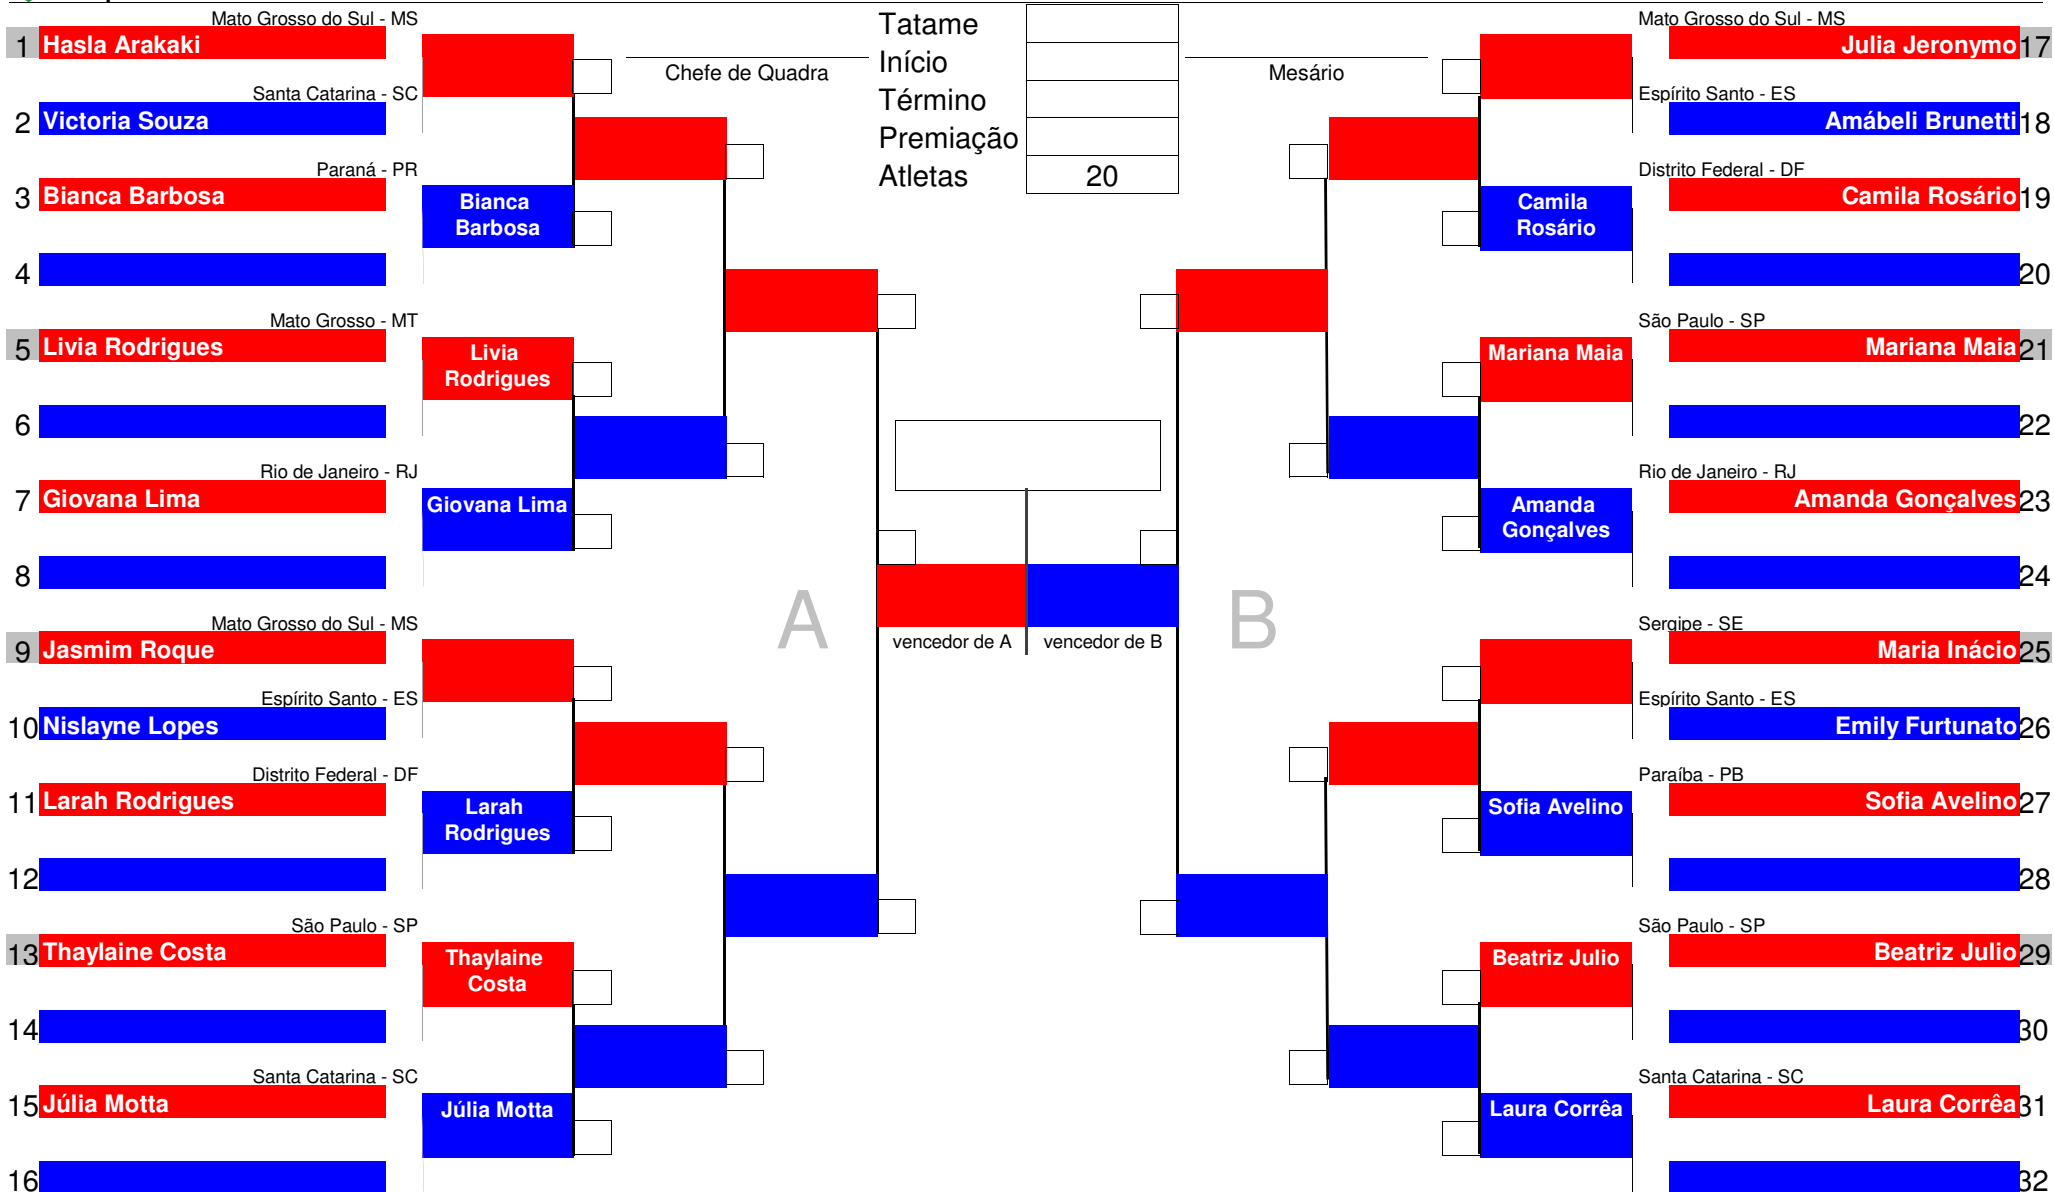 Mato Grosso do Sul - MS
1 Hasla Arakaki
Santa Catarina - SC
2 Victoria Souza
Paraná - PR
3 Bianca Barbosa
Bianca
Barbosa
4
Mato Grosso - MT
5 Livia Rodrigues
Livia
Rodrigues
6
Rio de Janeiro - RJ
7 Giovana Lima
Giovana Lima
8
Mato Grosso do Sul - MS
9 Jasmim Roque
Espírito Santo - ES
10 Nislayne Lopes
Distrito Federal - DF
11 Larah Rodrigues
Larah
Rodrigues
12
São Paulo - SP
13 Thaylaine Costa
Thaylaine
Costa
14
Santa Catarina - SC
15 Júlia Motta
Júlia Motta
16
Chefe de Quadra
Tatame
Início
Término
Premiação
Atletas 20
Mesário
A
B
vencedor de A
vencedor de B
Mato Grosso do Sul - MS
Julia Jeronymo 17
Espírito Santo - ES
Amábeli Brunetti 18
Distrito Federal - DF
Camila Rosário 19
Camila
Rosário
20
São Paulo - SP
Mariana Maia 21
Mariana Maia
22
Rio de Janeiro - RJ
Amanda Gonçalves 23
Amanda
Gonçalves
24
Sergipe - SE
Maria Inácio 25
Espírito Santo - ES
Emily Furtunato 26
Paraíba - PB
Sofia Avelino 27
Sofia Avelino
28
São Paulo - SP
Beatriz Julio 29
Beatriz Julio
30
Santa Catarina - SC
Laura Corrêa 31
Laura Corrêa
32